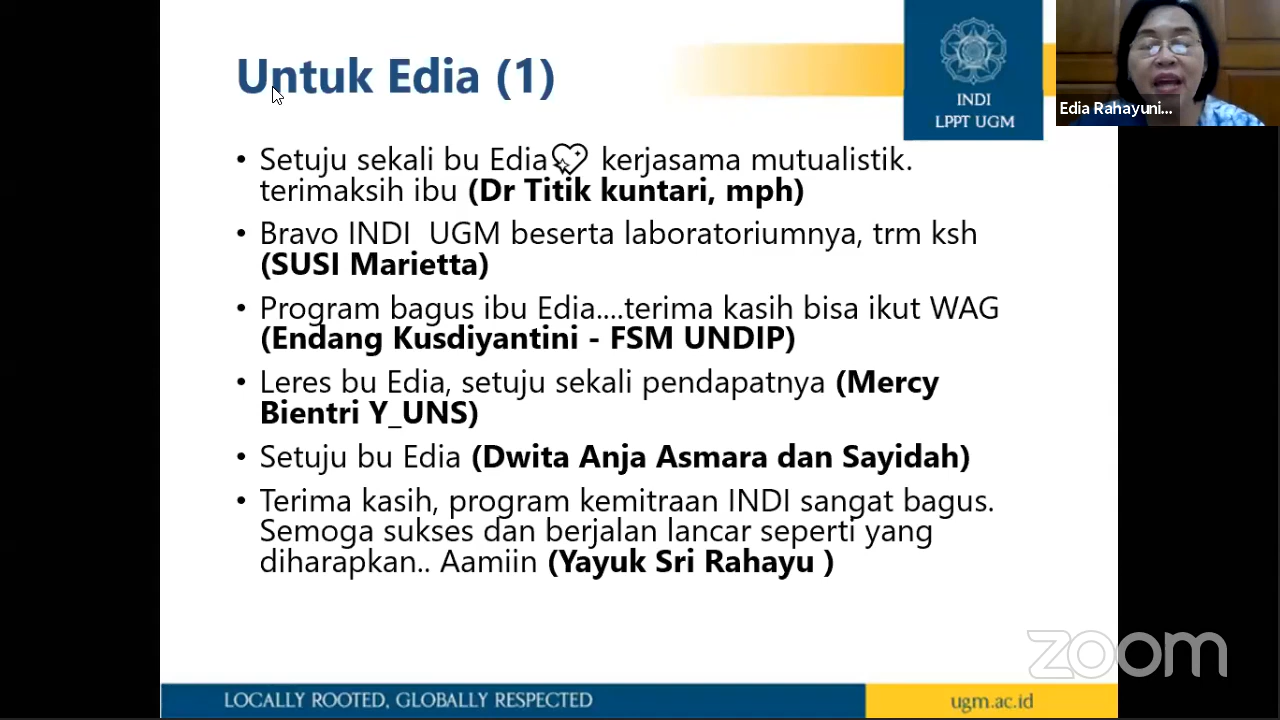 Untuk Edia (1)
INDI
LPPT UGM
Edia Rahayuni...
• Setuju sekali bu Edia kerjasama mutualistik.
terimaksih ibu (Dr Titik kuntari, mph)
• Bravo INDI UGM beserta laboratoriumnya, trm ksh
(SUSI Marietta)
• Program bagus ibu Edia....terima kasih bisa ikut WAG
(Endang Kusdiyantini - FSM UNDIP)
• Leres bu Edia, setuju sekali pendapatnya (Mercy
Bientri Y_UNS)
• Setuju bu Edia (Dwita Anja Asmara dan Sayidah)
• Terima kasih, program kemitraan INDI sangat bagus.
Semoga sukses dan berjalan lancar seperti yang
diharapkan.. Aamiin (Yayuk Sri Rahayu )
zoom
LOCALLY ROOTED, GLOBALLY RESPECTED
ugm.ac.id